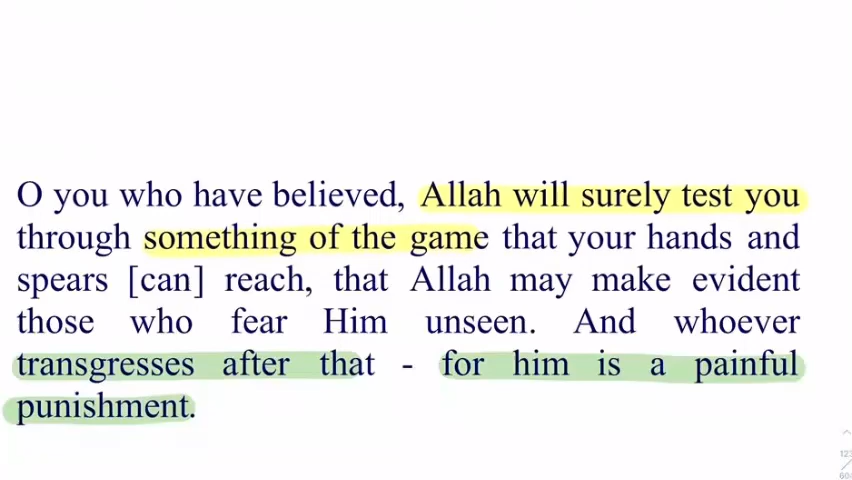 O you who have believed, Allah will surely test you
through something of the game that your hands and
spears [can] reach, that Allah may make evident
those who fear Him unseen. And whoever
transgresses after that - for him is a painful
punishment.
123